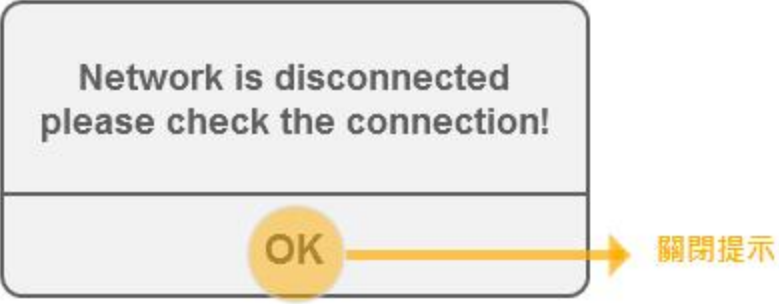 Network is disconnected
please check the connection!
OK
關閉提示